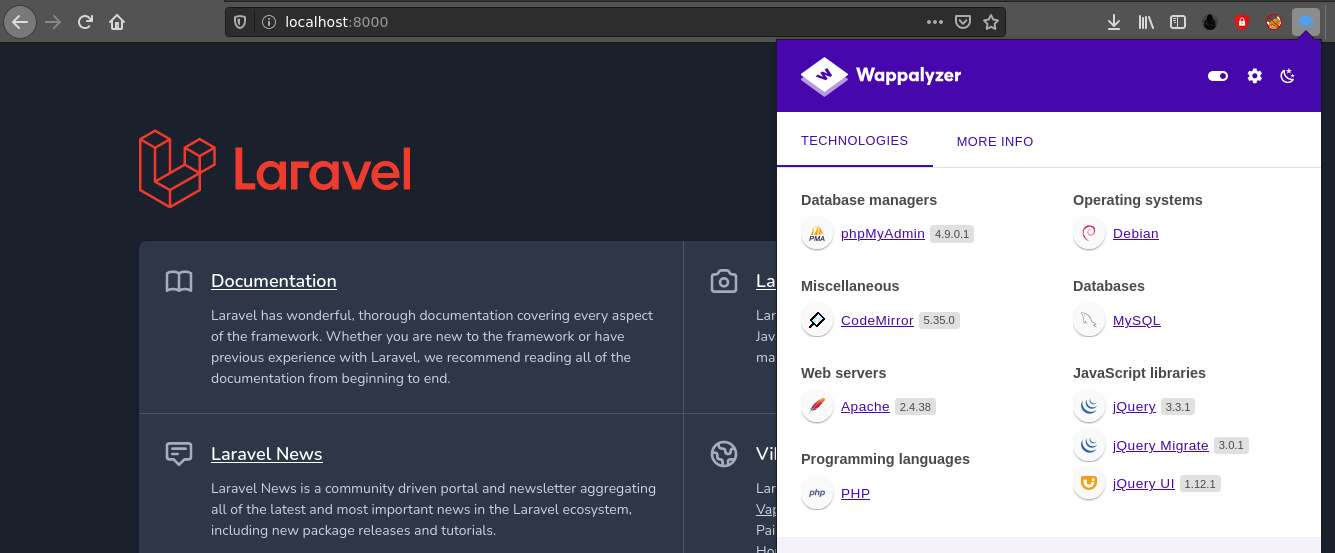 localhost:8000
W Wappalyzer
Laravel
TECHNOLOGIES
MORE INFO
Documentation
Laravel has wonderful, thorough documentation covering every aspect
of the framework. Whether you are new to the framework or have
previous experience with Laravel, we recommend reading all of the
documentation from beginning to end.
La
Lar
Jav
ma
Laravel News
Laravel News is a community driven portal and newsletter aggregating
all of the latest and most important news in the Laravel ecosystem,
including new package releases and tutorials.
Vi
Lar
Vap
Pai
Ho
Database managers
PMA phpMyAdmin 4.9.0.1
Miscellaneous
CodeMirror 5.35.0
Web servers
Apache 2.4.38
Programming languages
php PHP
Operating systems
Debian
Databases
MySQL
JavaScript libraries
jQuery 3.3.1
jQuery Migrate 3.0.1
jQuery UI 1.12.1